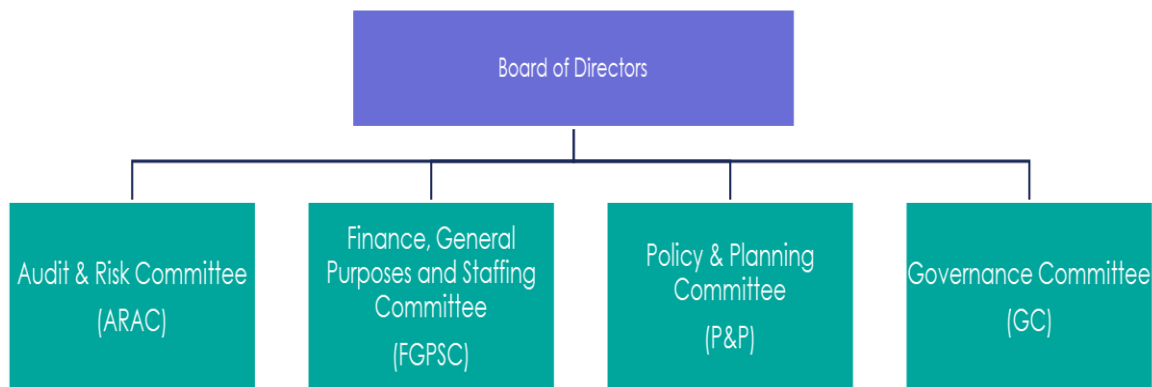 Board of Directors
Audit & Risk Committee
(ARAC)
Finance, General
Purposes and Staffing
Committee
(FGPSC)
Policy & Planning
Committee
(P&P)
Governance Committee
(GC)